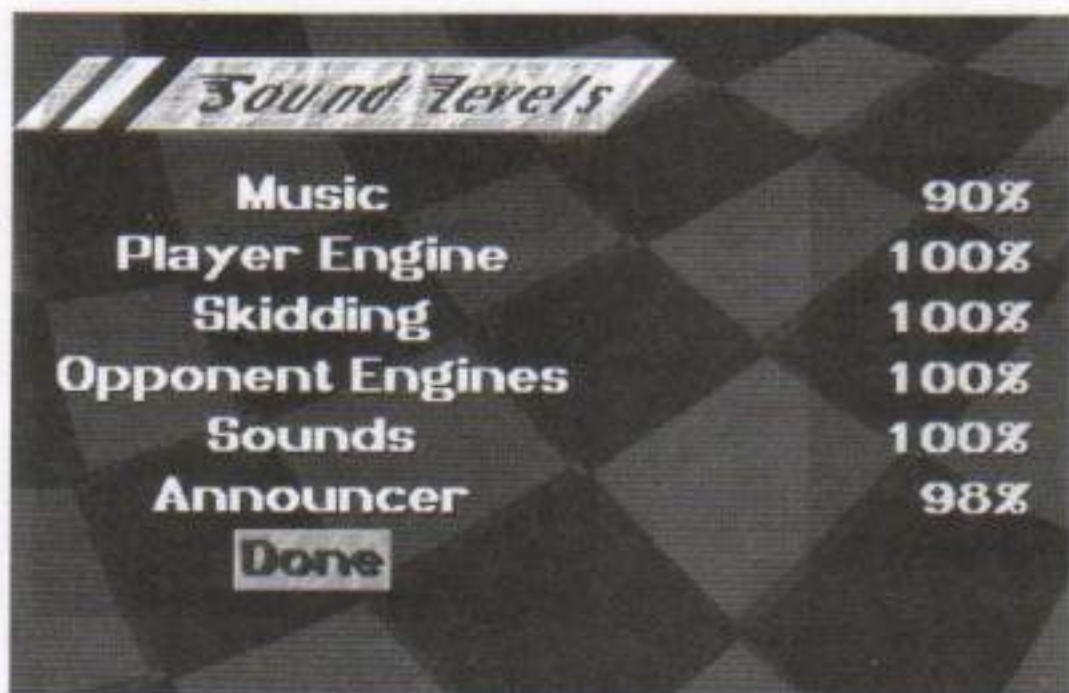 Sound Levels
Music 90%
Player Engine 100%
Skidding 100%
Opponent Engines 100%
Sounds 100%
Announcer 98%
Done